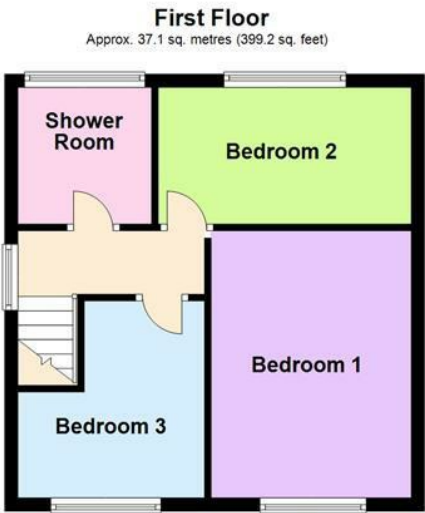 First Floor
Approx. 37.1 sq. metres (399.2 sq. feet)
Shower
Room
Bedroom 2
Bedroom 1
Bedroom 3